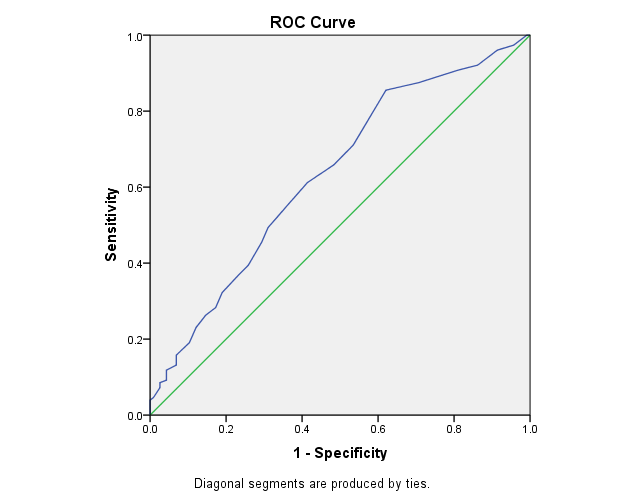 ROC Curve
1.0
0.8
0.6
0.4
0.2
0.0
Sensitivity
0.0 0.2 0.4 0.6 0.8 1.0
1 - Specificity
Diagonal segments are produced by ties.